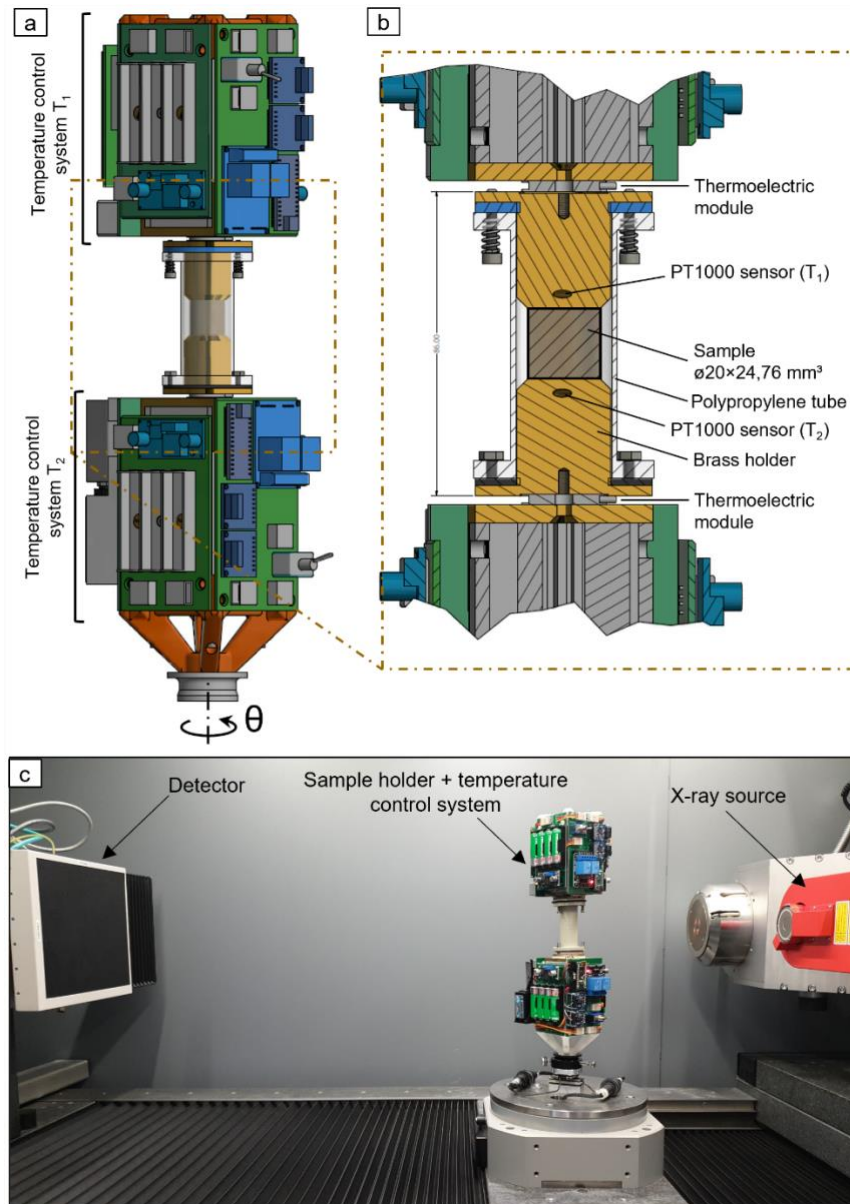 a
Temperature control
system T₁
Temperature control
system T₂
θ
b
Thermoelectric
module
PT1000 sensor (T₁)
Sample
ø20×24,76 mm³
Polypropylene tube
PT1000 sensor (T₂)
Brass holder
Thermoelectric
module
c
Detector
Sample holder + temperature
control system
X-ray source